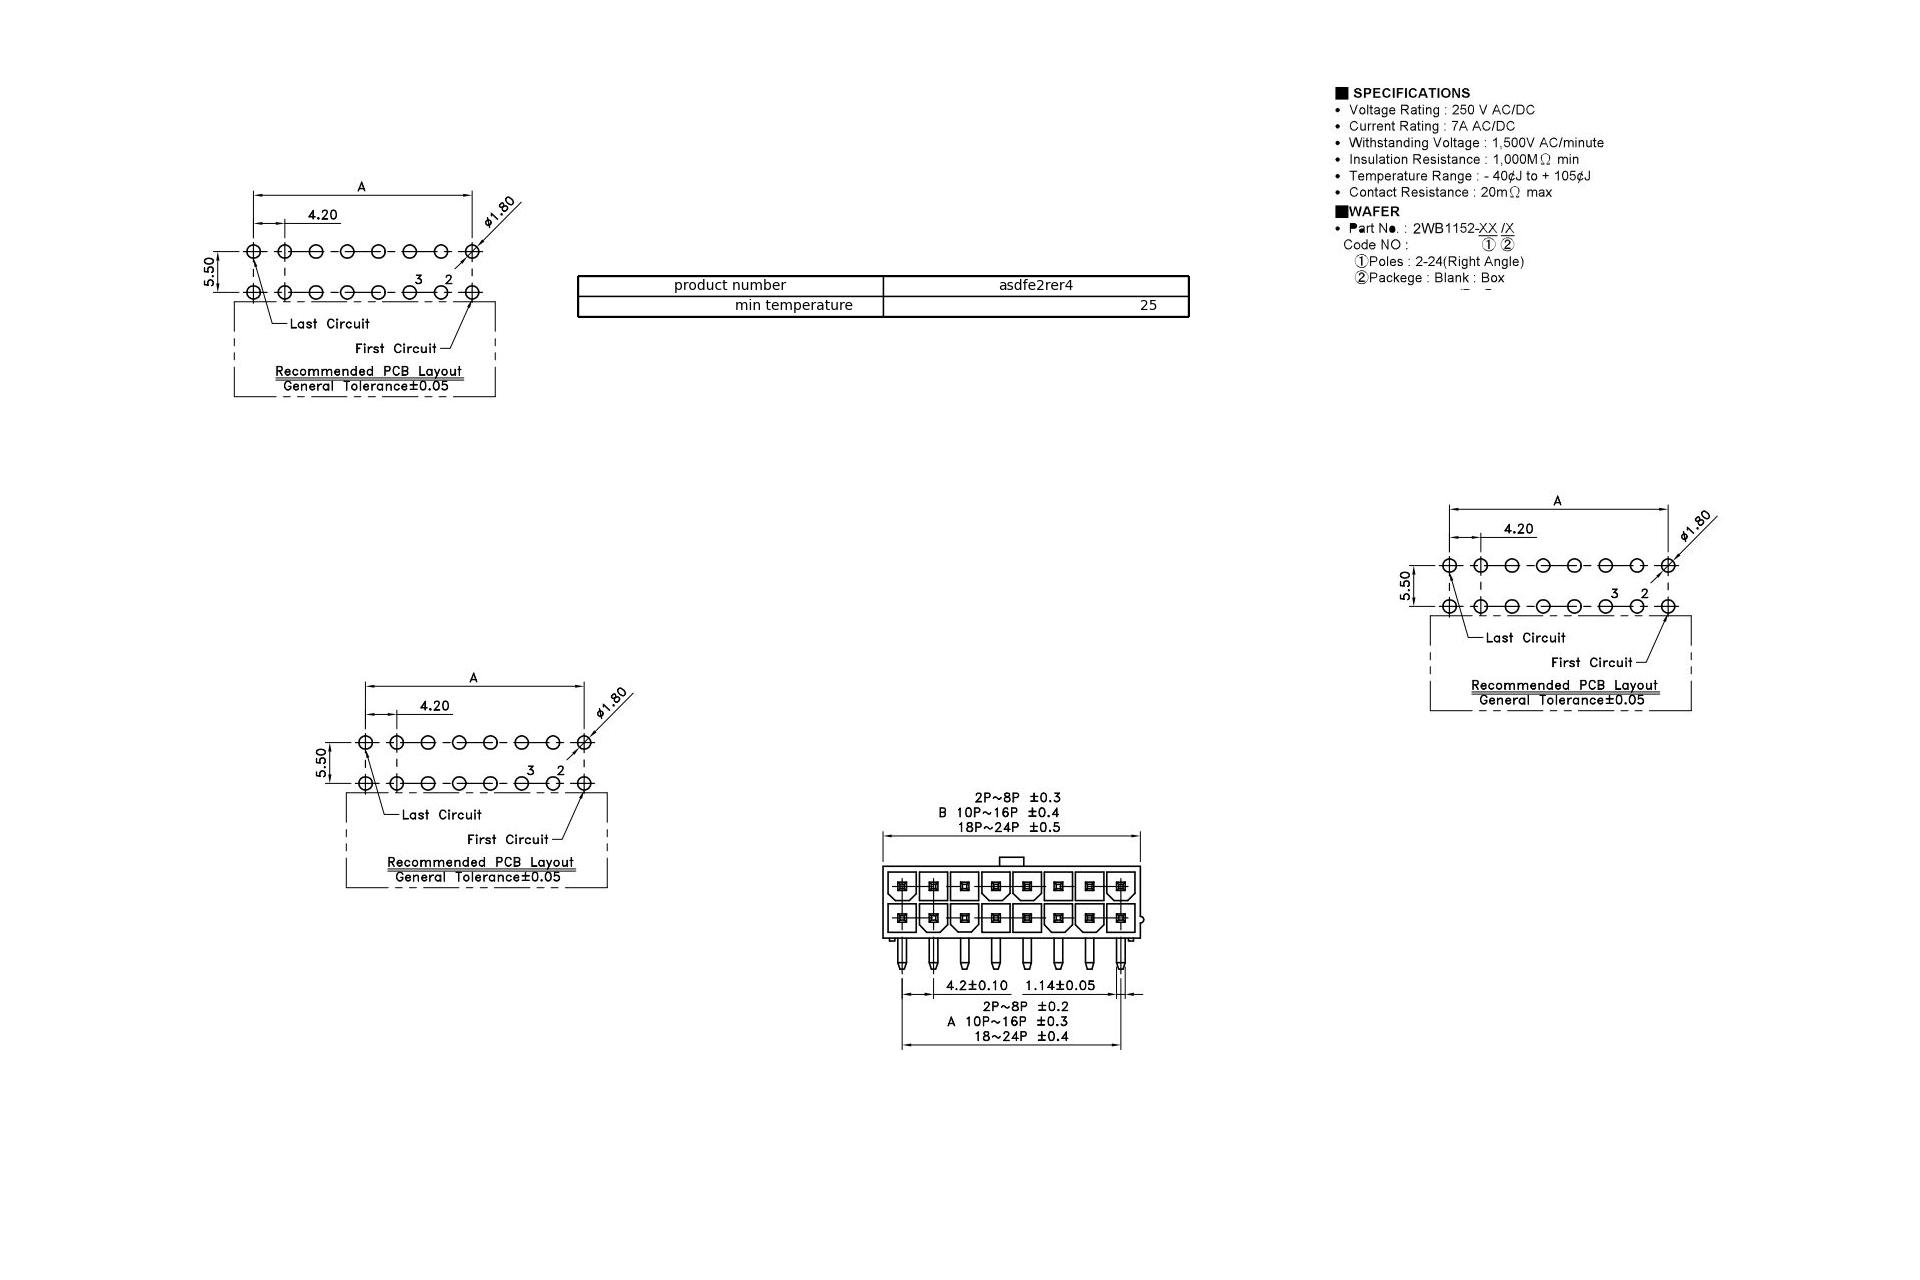 ■ SPECIFICATIONS
• Voltage Rating : 250 V AC/DC
• Current Rating : 7A AC/DC
• Withstanding Voltage : 1,500V AC/minute
• Insulation Resistance : 1,000MΩ min
• Temperature Range : - 40¢J to + 105¢J
• Contact Resistance : 20mΩ max
■WAFER
• Part No. : 2WB1152-XX /X
Code NO : ① ②
①Poles : 2-24(Right Angle)
②Packege : Blank : Box
A
4.20
ø1.80
5.50
3 2
Last Circuit
First Circuit
Recommended PCB Layout
General Tolerance±0.05
product number asdfe2rer4
min temperature 25
A
4.20
ø1.80
5.50
3 2
Last Circuit
First Circuit
Recommended PCB Layout
General Tolerance±0.05
A
4.20
ø1.80
5.50
3 2
Last Circuit
First Circuit
Recommended PCB Layout
General Tolerance±0.05
2P~8P ±0.3
B 10P~16P ±0.4
18P~24P ±0.5
4.2±0.10 1.14±0.05
2P~8P ±0.2
A 10P~16P ±0.3
18~24P ±0.4